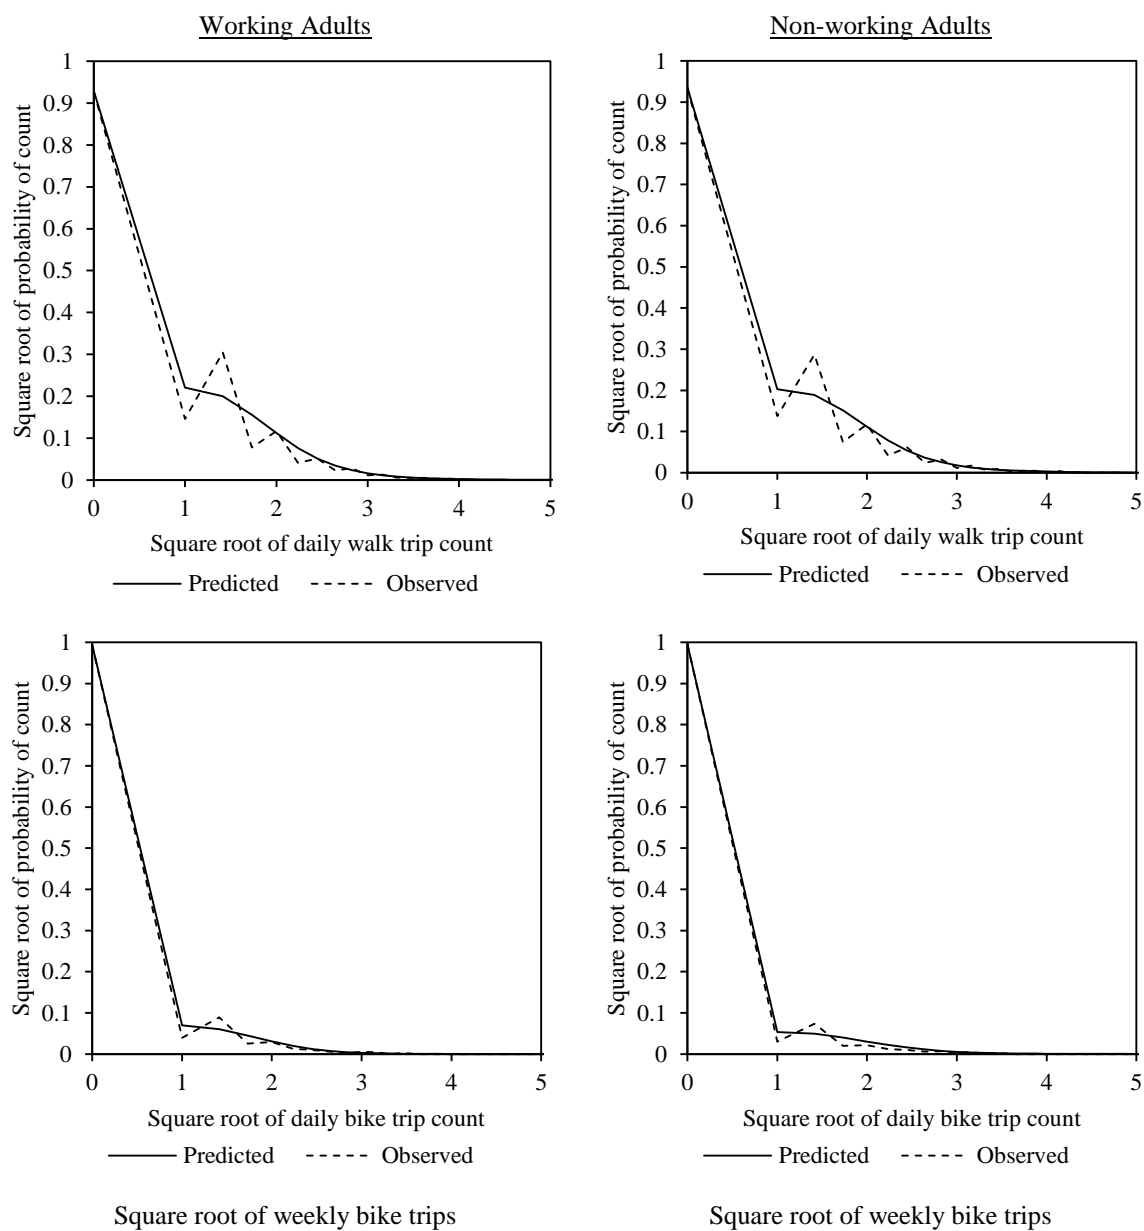 Working Adults
Non-working Adults
Square root of probability of count
1
0.9
0.8
0.7
0.6
0.5
0.4
0.3
0.2
0.1
0
0 1 2 3 4 5
Square root of daily walk trip count
Predicted Observed
Square root of probability of count
1
0.9
0.8
0.7
0.6
0.5
0.4
0.3
0.2
0.1
0
0 1 2 3 4 5
Square root of daily walk trip count
Predicted Observed
Square root of probability of count
1
0.9
0.8
0.7
0.6
0.5
0.4
0.3
0.2
0.1
0
0 1 2 3 4 5
Square root of daily bike trip count
Predicted Observed
Square root of probability of count
1
0.9
0.8
0.7
0.6
0.5
0.4
0.3
0.2
0.1
0
0 1 2 3 4 5
Square root of daily bike trip count
Predicted Observed
Square root of weekly bike trips
Square root of weekly bike trips